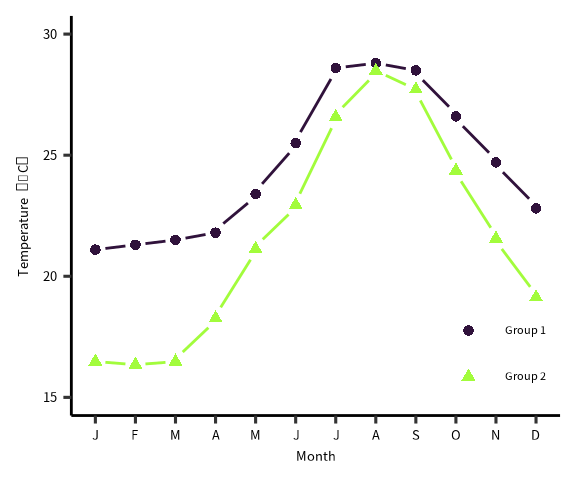 30
25
20
15
Temperature C
Group 1
Group 2
J F M A M J J A S O N D
Month